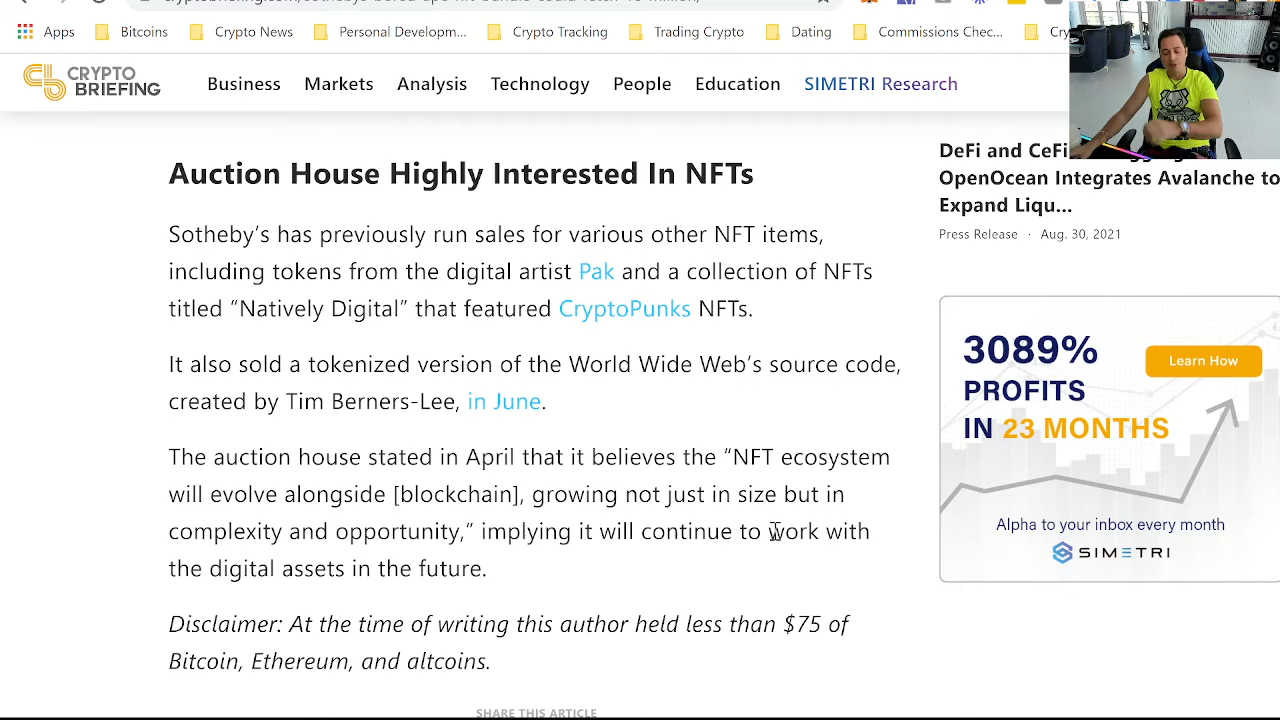 Apps Bitcoins Crypto News Personal Developm... Crypto Tracking Trading Crypto Dating Commissions Chec...
CRYPTO
BRIEFING
Business Markets Analysis Technology People Education SIMETRI Research
Auction House Highly Interested In NFTs
Sotheby’s has previously run sales for various other NFT items,
including tokens from the digital artist Pak and a collection of NFTs
titled “Natively Digital” that featured CryptoPunks NFTs.
It also sold a tokenized version of the World Wide Web’s source code,
created by Tim Berners-Lee, in June.
The auction house stated in April that it believes the “NFT ecosystem
will evolve alongside [blockchain], growing not just in size but in
complexity and opportunity,” implying it will continue to work with
the digital assets in the future.
Disclaimer: At the time of writing this author held less than $75 of
Bitcoin, Ethereum, and altcoins.
SHARE THIS ARTICLE
DeFi and CeFi
OpenOcean Integrates Avalanche to
Expand Liqu...
Press Release · Aug. 30, 2021
3089%
PROFITS
IN 23 MONTHS
Learn How
Alpha to your inbox every month
SIMETRI